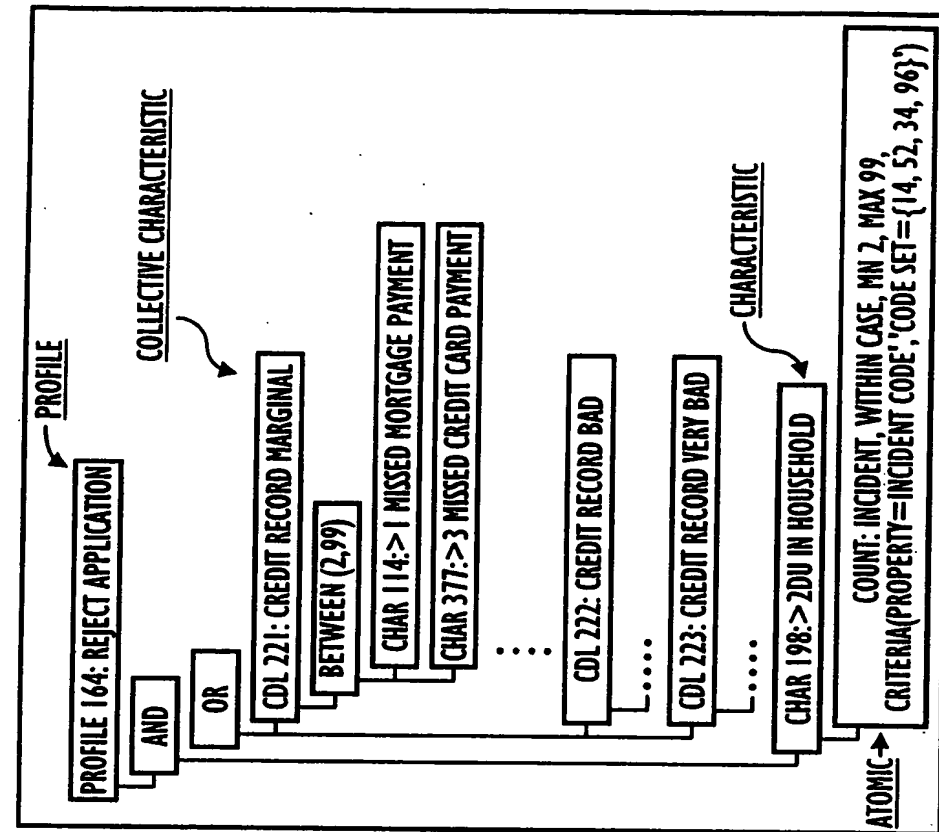 PROFILE
PROFILE 164: REJECT APPLICATION
AND
OR
COLLECTIVE CHARACTERISTIC
CDL 221: CREDIT RECORD MARGINAL
BETWEEN (2,99)
CHAR 114:>1 MISSED MORTGAGE PAYMENT
CHAR 377:>3 MISSED CREDIT CARD PAYMENT
CDL 222: CREDIT RECORD BAD
CDL 223: CREDIT RECORD VERY BAD
CHARACTERISTIC
CHAR 198:>2DU IN HOUSEHOLD
ATOMIC
COUNT: INCIDENT, WITHIN CASE, MN 2, MAX 99,
CRITERIA(PROPERTY=INCIDENT CODE','CODE SET={14, 52, 34, 96}')